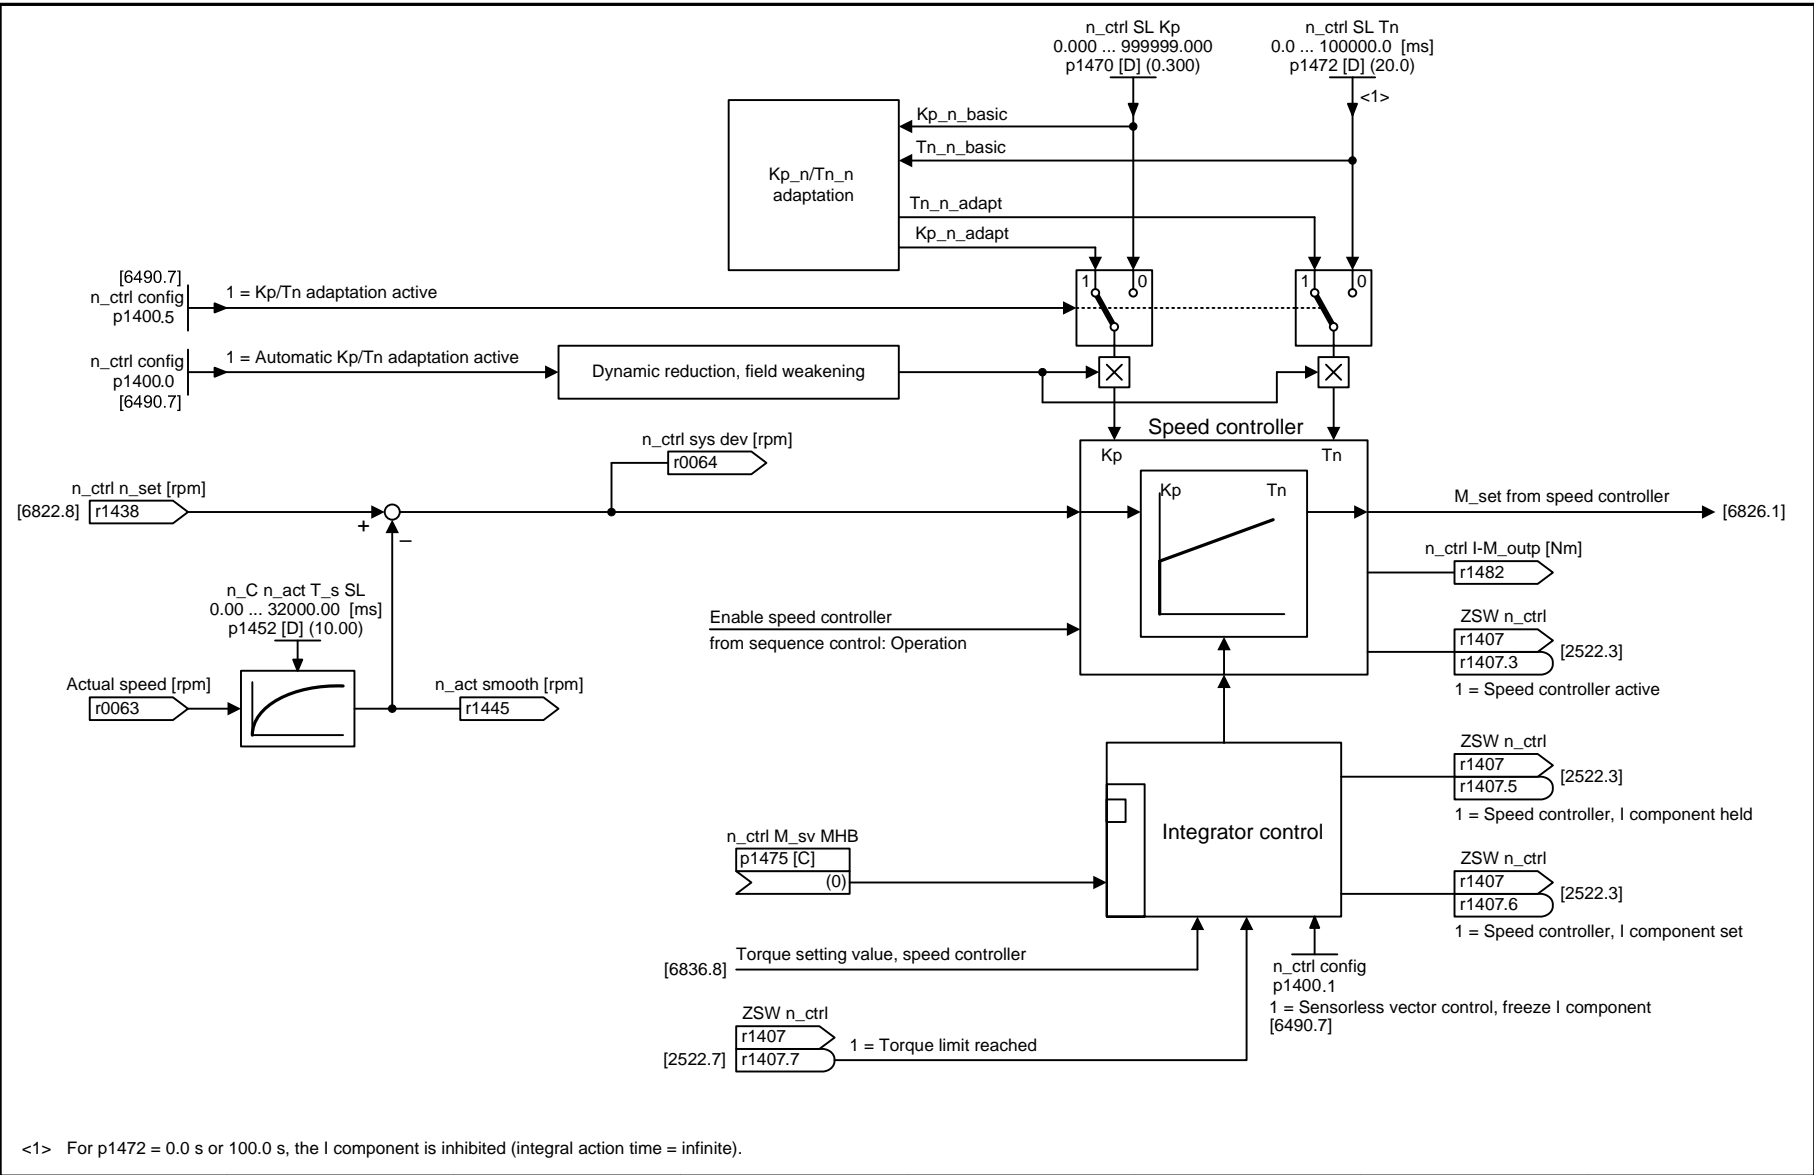 n_ctrl SL Kp
0.000 ... 999999.000
p1470 [D] (0.300)
n_ctrl SL Tn
0.0 ... 100000.0 [ms]
p1472 [D] (20.0)
<1>
Kp_n_basic
Tn_n_basic
Kp_n/Tn_n
adaptation
Tn_n_adapt
Kp_n_adapt
[6490.7]
n_ctrl config
p1400.5
1 = Kp/Tn adaptation active
1 0
1 0
n_ctrl config
p1400.0
[6490.7]
1 = Automatic Kp/Tn adaptation active
Dynamic reduction, field weakening
Speed controller
Kp Tn
Kp Tn
n_ctrl sys dev [rpm]
r0064
n_ctrl n_set [rpm]
[6822.8] r1438
+
–
M_set from speed controller
[6826.1]
n_ctrl I-M_outp [Nm]
r1482
n_C n_act T_s SL
0.00 ... 32000.00 [ms]
p1452 [D] (10.00)
Enable speed controller
from sequence control: Operation
ZSW n_ctrl
r1407
r1407.3
[2522.3]
1 = Speed controller active
Actual speed [rpm]
r0063
n_act smooth [rpm]
r1445
ZSW n_ctrl
r1407
r1407.5
[2522.3]
1 = Speed controller, I component held
Integrator control
n_ctrl M_sv MHB
p1475 [C]
(0)
ZSW n_ctrl
r1407
r1407.6
[2522.3]
1 = Speed controller, I component set
Torque setting value, speed controller
[6836.8]
n_ctrl config
p1400.1
1 = Sensorless vector control, freeze I component
[6490.7]
ZSW n_ctrl
r1407
r1407.7
[2522.7]
1 = Torque limit reached
<1> For p1472 = 0.0 s or 100.0 s, the I component is inhibited (integral action time = infinite).